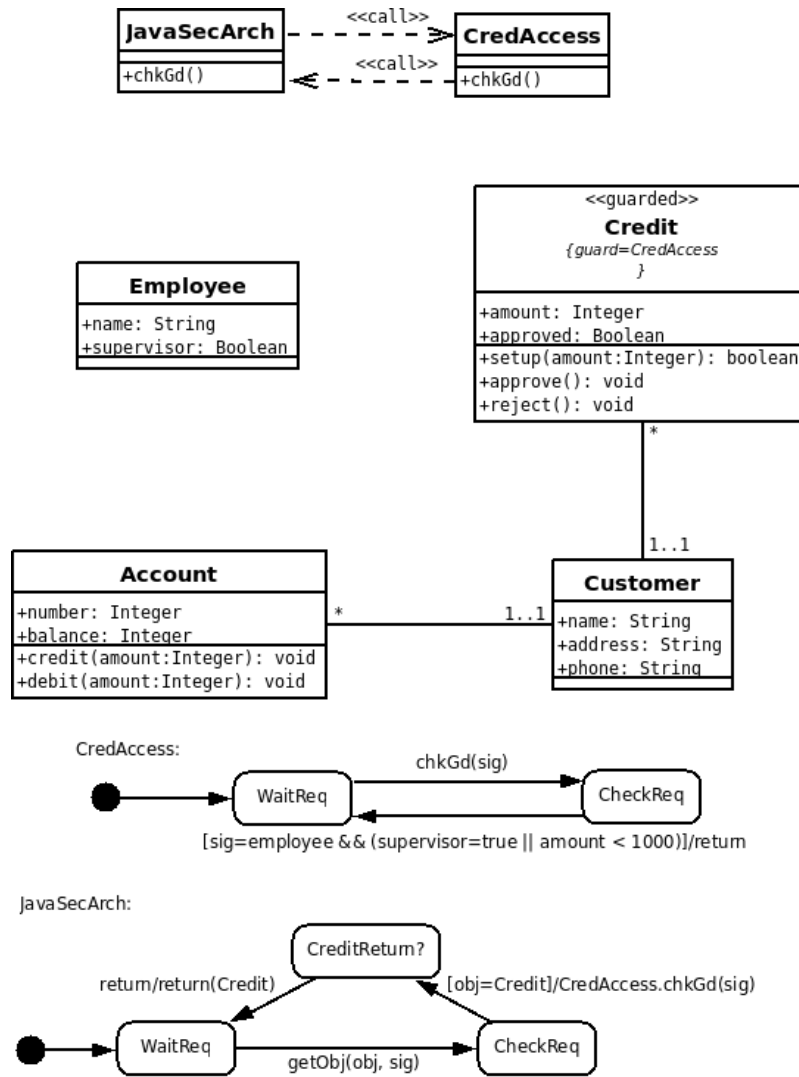 <<call>>
JavaSecArch
CredAccess
<<call>>
+chkGd()
+chkGd()
<<guarded>>
Credit
{guard=CredAccess
}
Employee
+name: String
+supervisor: Boolean
+amount: Integer
+approved: Boolean
+setup(amount:Integer): boolean
+approve(): void
+reject(): void
*
1..1
Account
+number: Integer
+balance: Integer
+credit(amount:Integer): void
+debit(amount:Integer): void
*
1..1
Customer
+name: String
+address: String
+phone: String
CredAccess:
chkGd(sig)
WaitReq
CheckReq
[sig=employee && (supervisor=true || amount < 1000)]/return
JavaSecArch:
CreditReturn?
return/return(Credit)
[obj=Credit]/CredAccess.chkGd(sig)
WaitReq
CheckReq
getObj(obj, sig)